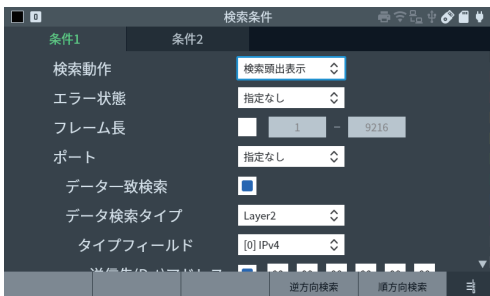 0 検索条件
条件1 条件2
検索動作 検索頭出表示
エラー状態 指定なし
フレーム長 1 - 9216
ポート 指定なし
データ一致検索
データ検索タイプ Layer2
タイプフィールド [0] IPv4
逆方向検索 順方向検索